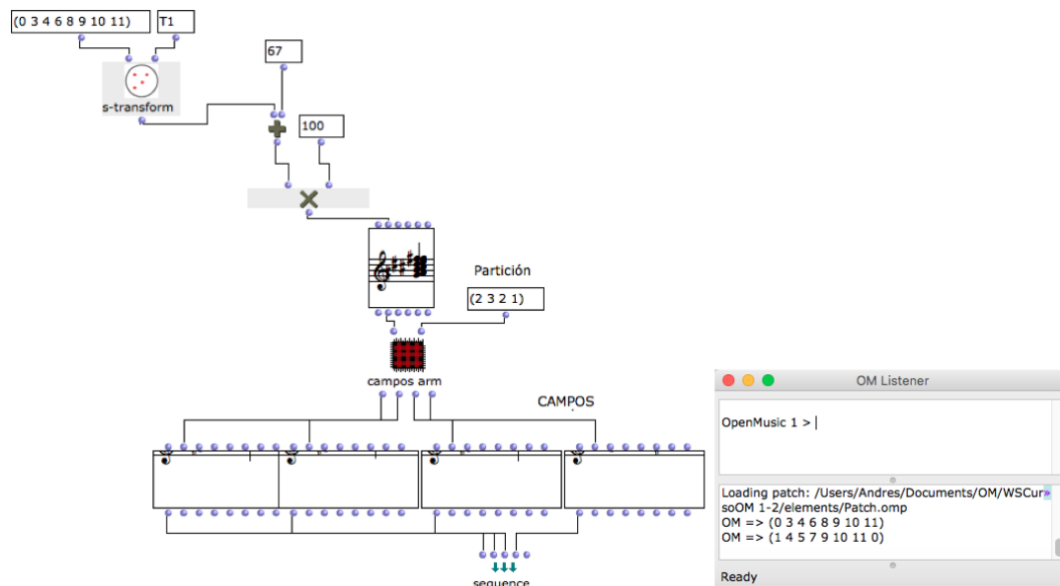 (0 3 4 6 8 9 10 11)
T1
67
s-transform
100
Partición
(2 3 2 1)
campos arm
CAMPOS
sequence
OM Listener
OpenMusic 1 >
Loading patch: /Users/Andres/Documents/OM/WSCur
soOM 1-2/elements/Patch.omp
OM => (0 3 4 6 8 9 10 11)
OM => (1 4 5 7 9 10 11 0)
Ready